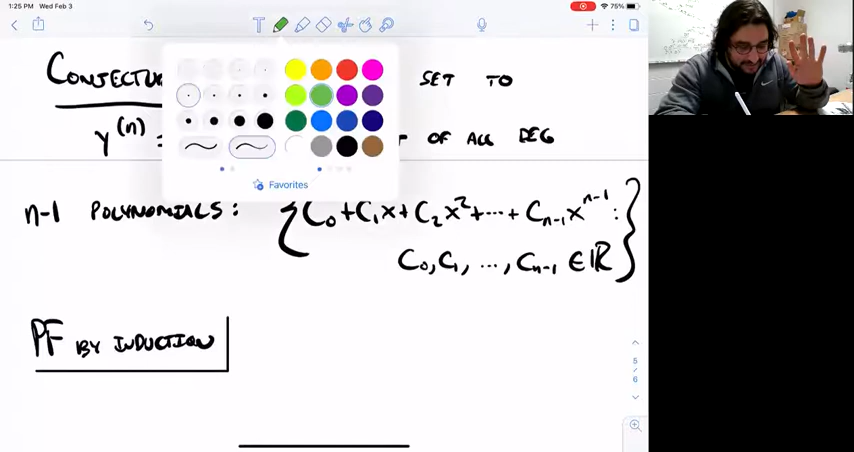 1:25 PM Wed Feb 3
75%
T
CONJECTUR
SET TO
y^(n) =
OF ALL DEG
Favorites
n-1 POLYNOMIALS: {C₀+C₁x+C₂x²+⋯+Cₙ₋₁xⁿ⁻¹:
C₀,C₁,...,Cₙ₋₁∈ℝ}
PF BY INDUCTION
5
/
6